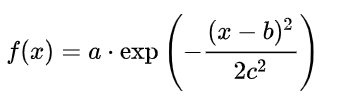 f(x) = a · exp(−(x − b)² / 2c²)